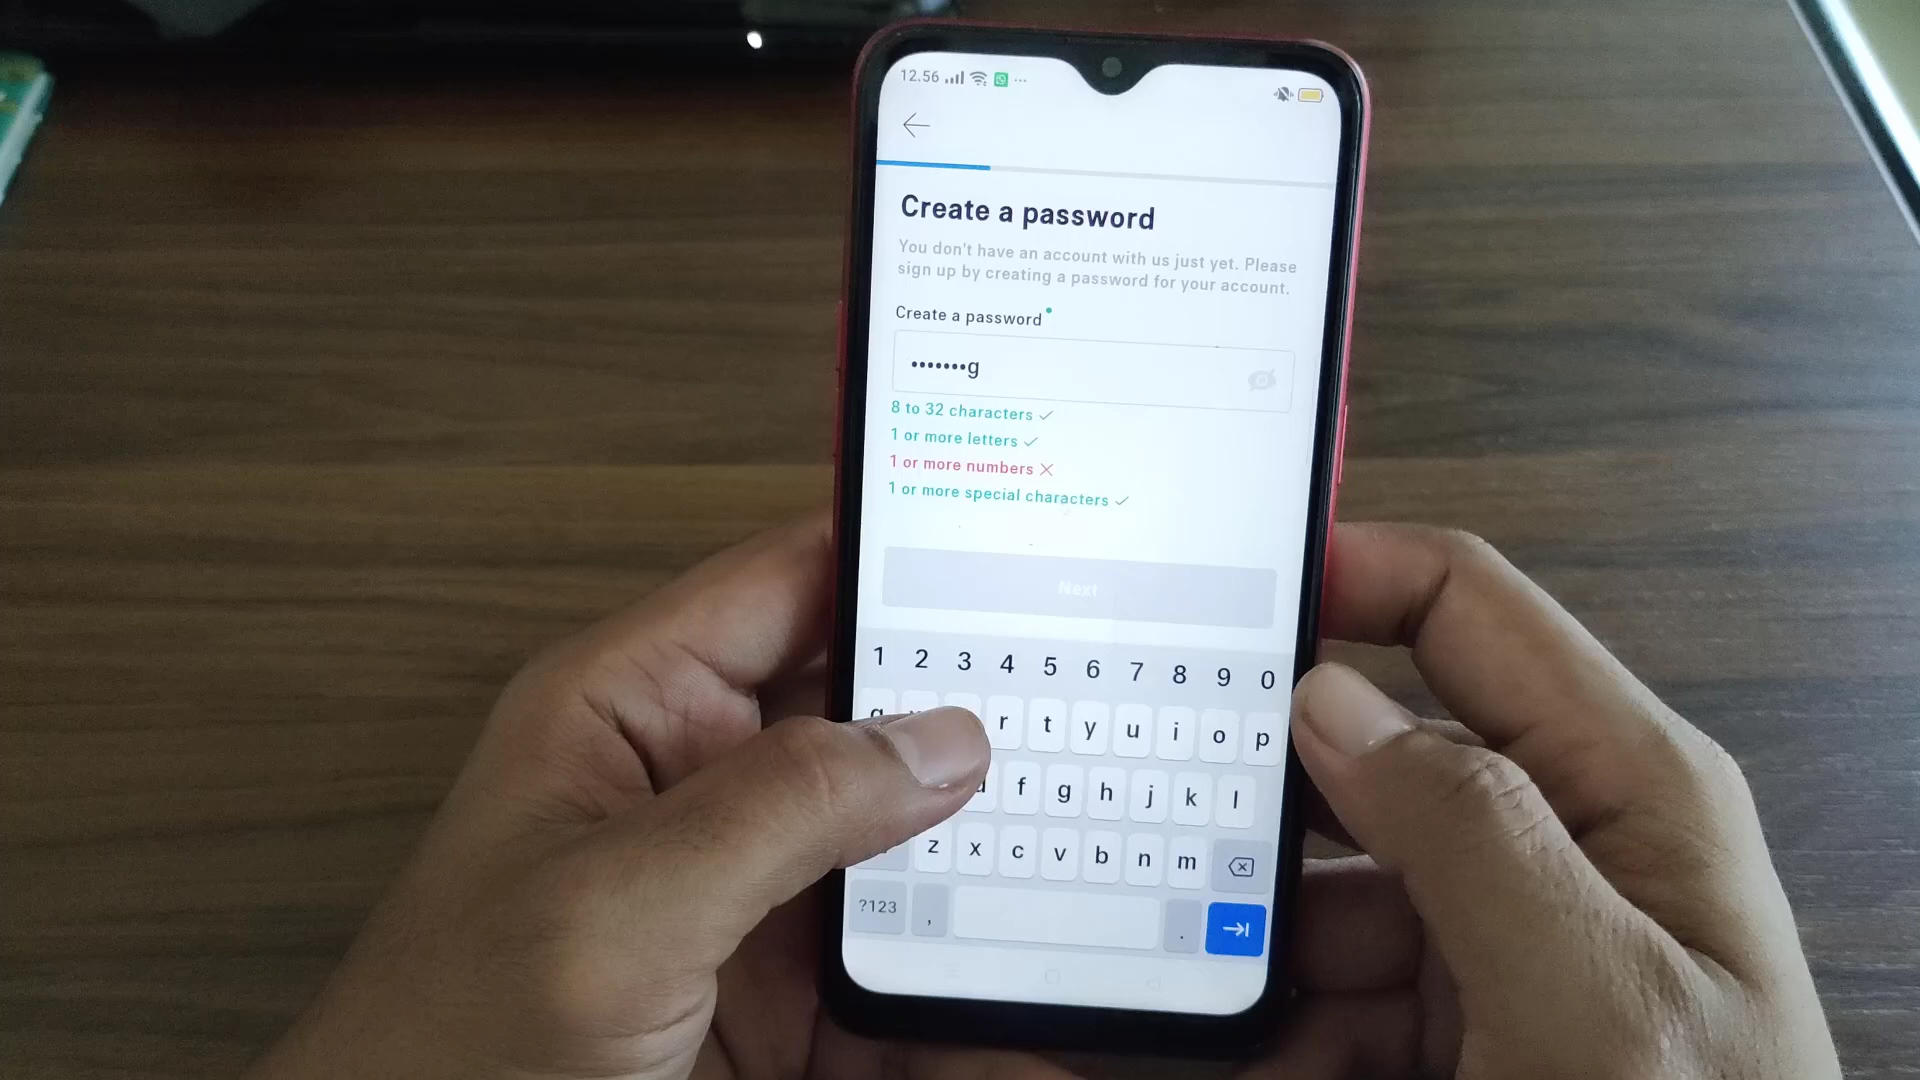 12.56
Create a password
You don't have an account with us just yet. Please
sign up by creating a password for your account.
Create a password
•••••••g
8 to 32 characters
1 or more letters
1 or more numbers
1 or more special characters
Next
1 2 3 4 5 6 7 8 9 0
r t y u i o p
f g h j k l
z x c v b n m
?123 , .